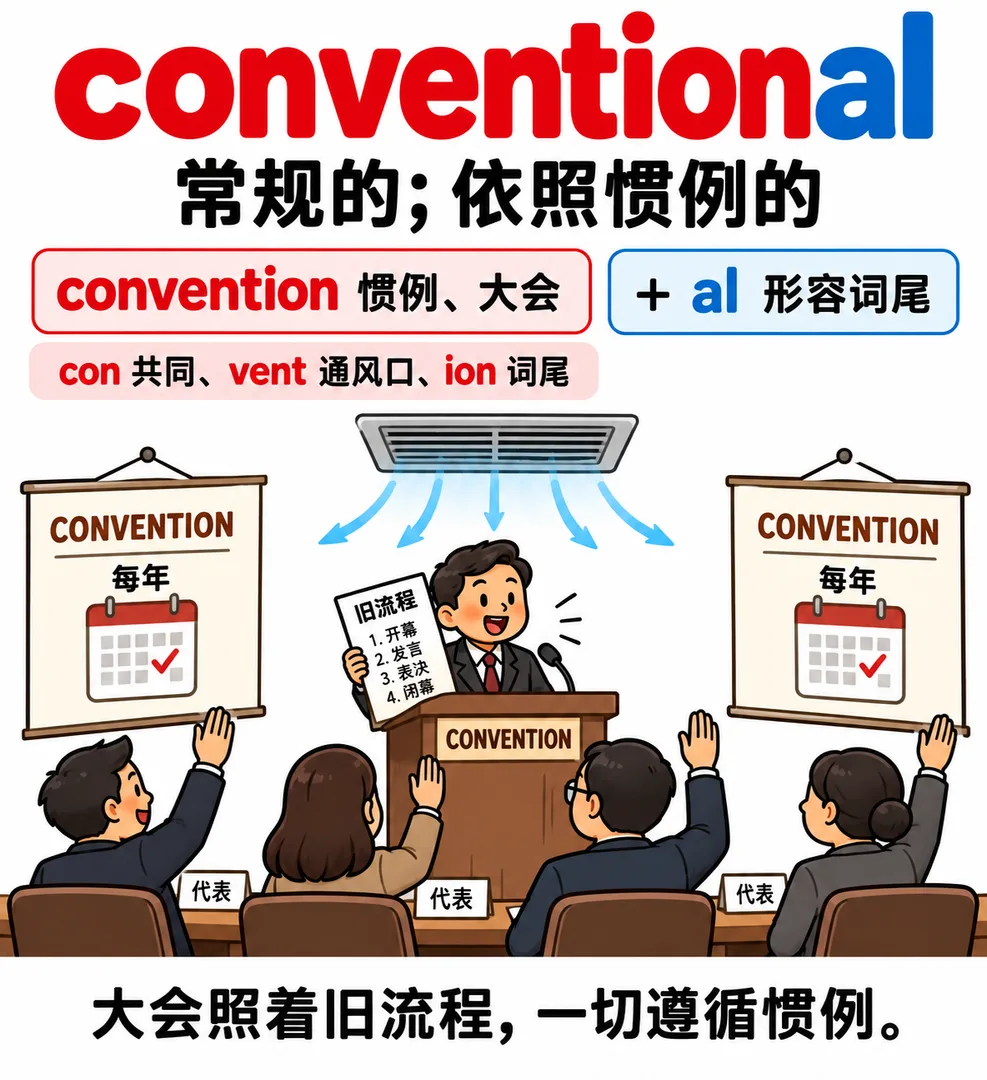 conventional
常规的；依照惯例的
convention 惯例、大会
+ al 形容词尾
con 共同、vent 通风口、ion 词尾
CONVENTION
每年
CONVENTION
每年
旧流程
1. 开幕
2. 发言
3. 表决
4. 闭幕
CONVENTION
代表
代表
代表
大会照着旧流程，一切遵循惯例。